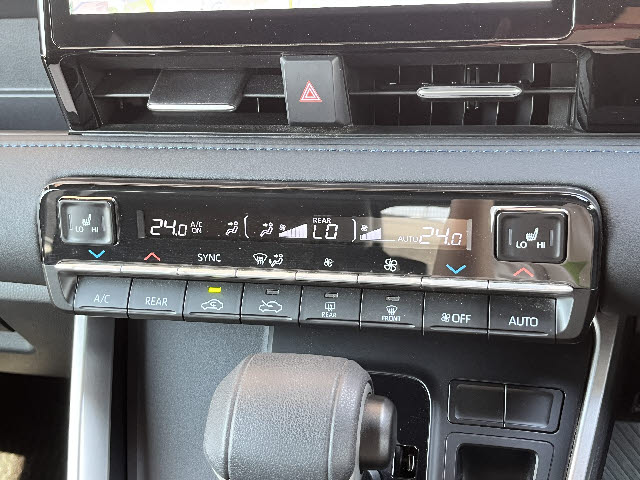 LO HI
24.0 A/C ON
REAR
LO
AUTO 24.0
LO HI
SYNC
A/C
REAR
REAR
FRONT
OFF
AUTO